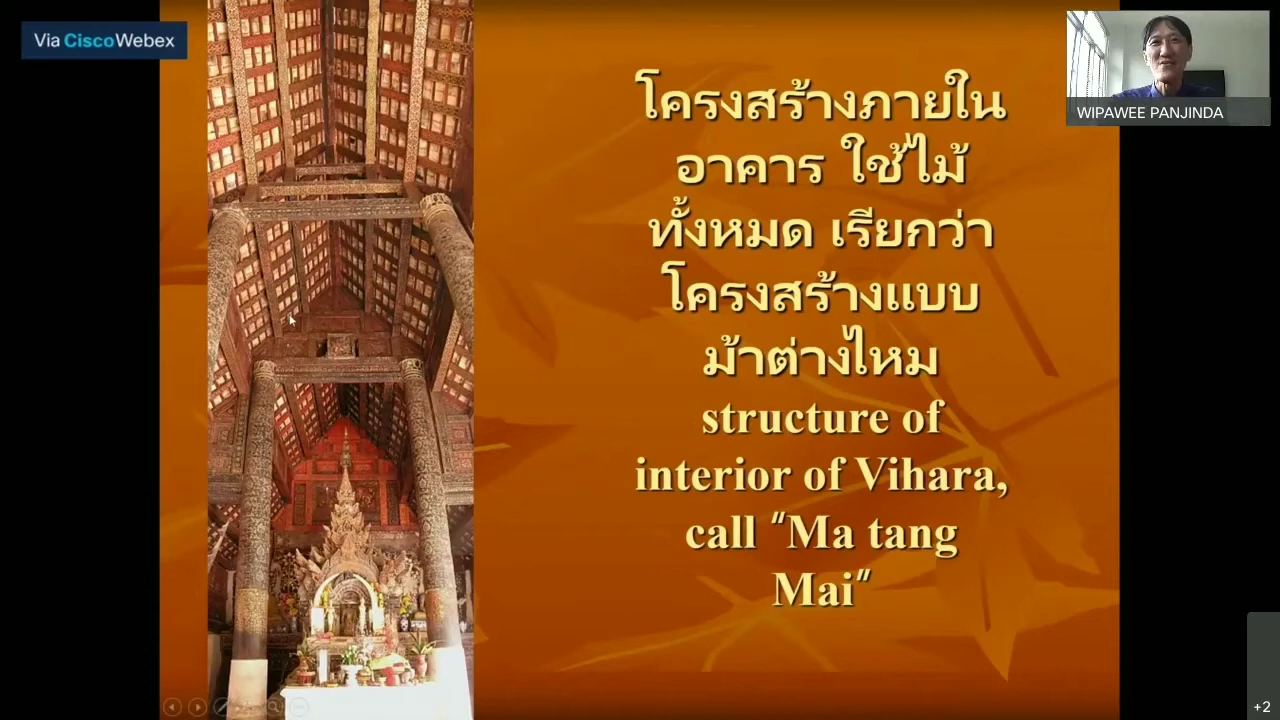 Via CiscoWebex
WIPAWEE PANJINDA
โครงสร้างภายใน
อาคาร ใช้ไม้
ทั้งหมด เรียกว่า
โครงสร้างแบบ
ม้าต่างไหม
structure of
interior of Vihara,
call "Ma tang
Mai"
+2